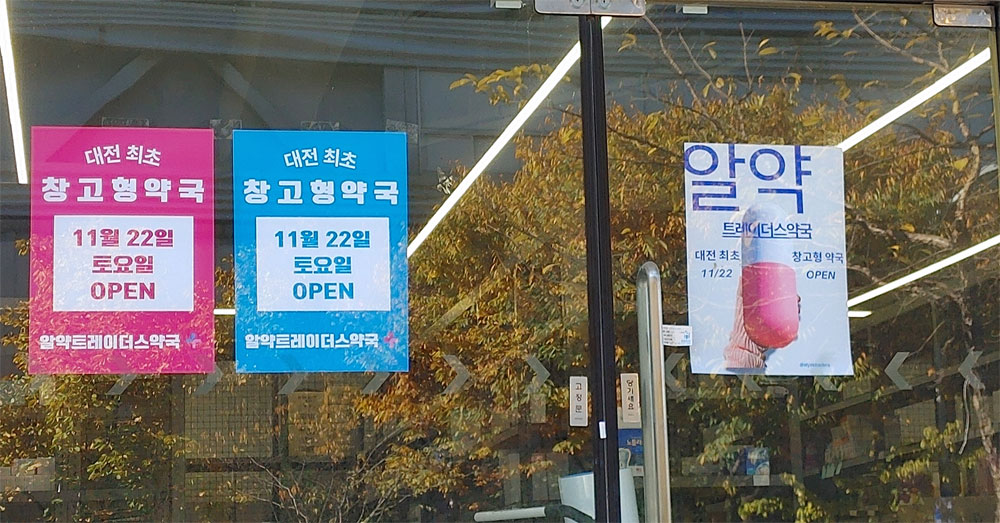 대전 최초
창고형약국
11월 22일
토요일
OPEN
알약트레이더스약국
대전 최초
창고형약국
11월 22일
토요일
OPEN
알약트레이더스약국
알약
트레이더스약국
대전 최초 창고형 약국
11/22 OPEN
고정문
당기세요